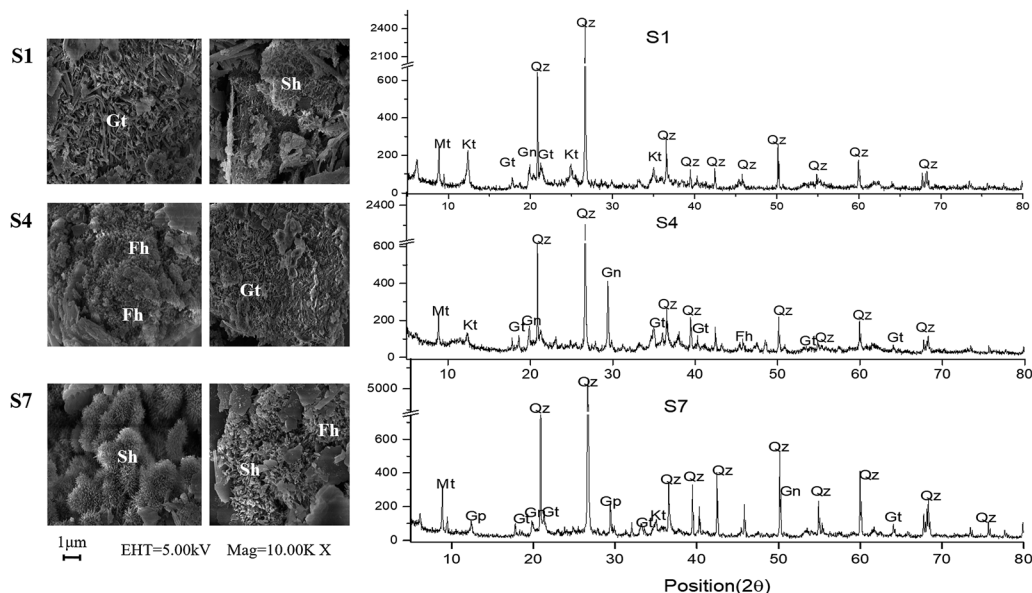 S1
Gt
Sh
S4
Fh
Fh
Gt
S7
Sh
Sh
Fh
1μm
EHT=5.00kV Mag=10.00K X
S1
2400
2100
600
400
200
0
Mt Kt Gt Gn Qz Gt Kt Qz Kt Qz Qz Qz Qz Qz Qz Qz Qz
10 20 30 40 50 60 70 80
S4
2400
600
400
200
0
Mt Kt Gt Gn Qz Qz Gn Gt Qz Qz Gt Fh Qz Gt Qz Qz Gt Qz
10 20 30 40 50 60 70 80
S7
5000
600
400
200
0
Mt Gp Gt Gn Qz Gt Qz Gp Gt Kt Qz Qz Qz Qz Gn Qz Qz Gt Qz Qz
10 20 30 40 50 60 70 80
Position(2θ)